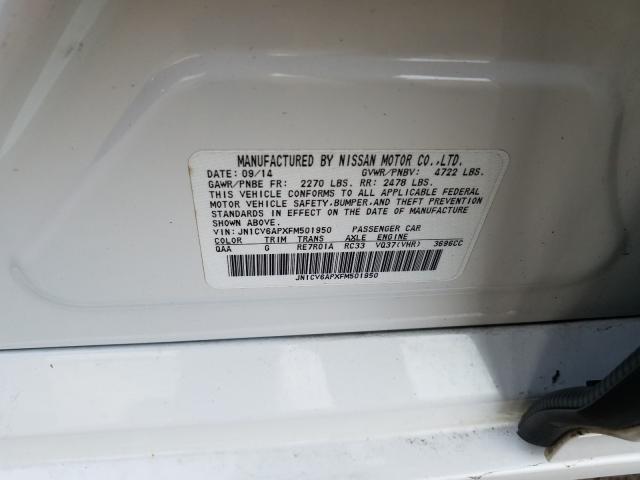 MANUFACTURED BY NISSAN MOTOR CO.,LTD.
DATE: 09/14 GVWR/PNBV: 4722 LBS.
GAWR/PNBE FR: 2270 LBS. RR: 2478 LBS.
THIS VEHICLE CONFORMS TO ALL APPLICABLE FEDERAL
MOTOR VEHICLE SAFETY, BUMPER, AND THEFT PREVENTION
STANDARDS IN EFFECT ON THE DATE OF MANUFACTURE
SHOWN ABOVE.
VIN: JN1CV6APXFM501950 PASSENGER CAR
COLOR TRIM TRANS AXLE ENGINE
QAA G RE7R01A RC33 VQ37(VHR) 3696CC
JN1CV6APXFM501950